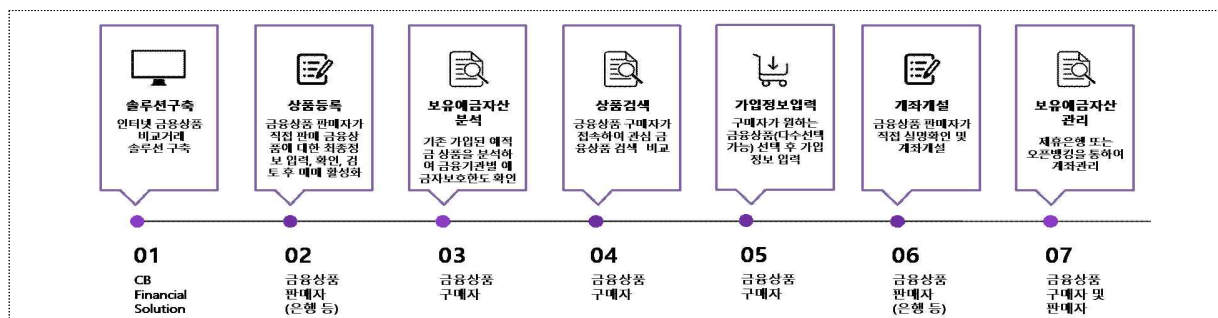 솔루션구축
인터넷 금융상품
비교거래
솔루션 구축
상품등록
금융상품 판매자가
직접 판매 금융상
품에 대한 최종정
보 입력, 확인, 검
토 후 매매 활성화
보유예금자산
분석
기존 가입된 예적
금 상품을 분석하
여 금융기관별 예
금자보호한도 확인
상품검색
금융상품 구매자가
접속하여 관심 금
융상품 검색 비교
가입정보입력
구매자가 원하는
금융상품(다수선택
가능) 선택 후 가입
정보 입력
계좌개설
금융상품 판매자가
직접 실명확인 및
계좌개설
보유예금자산
관리
제휴은행 또는
오픈뱅킹을 통하여
계좌관리
01
CB
Financial
Solution
02
금융상품
판매자
(은행 등)
03
금융상품
구매자
04
금융상품
구매자
05
금융상품
구매자
06
금융상품
판매자
(은행 등)
07
금융상품
구매자 및
판매자